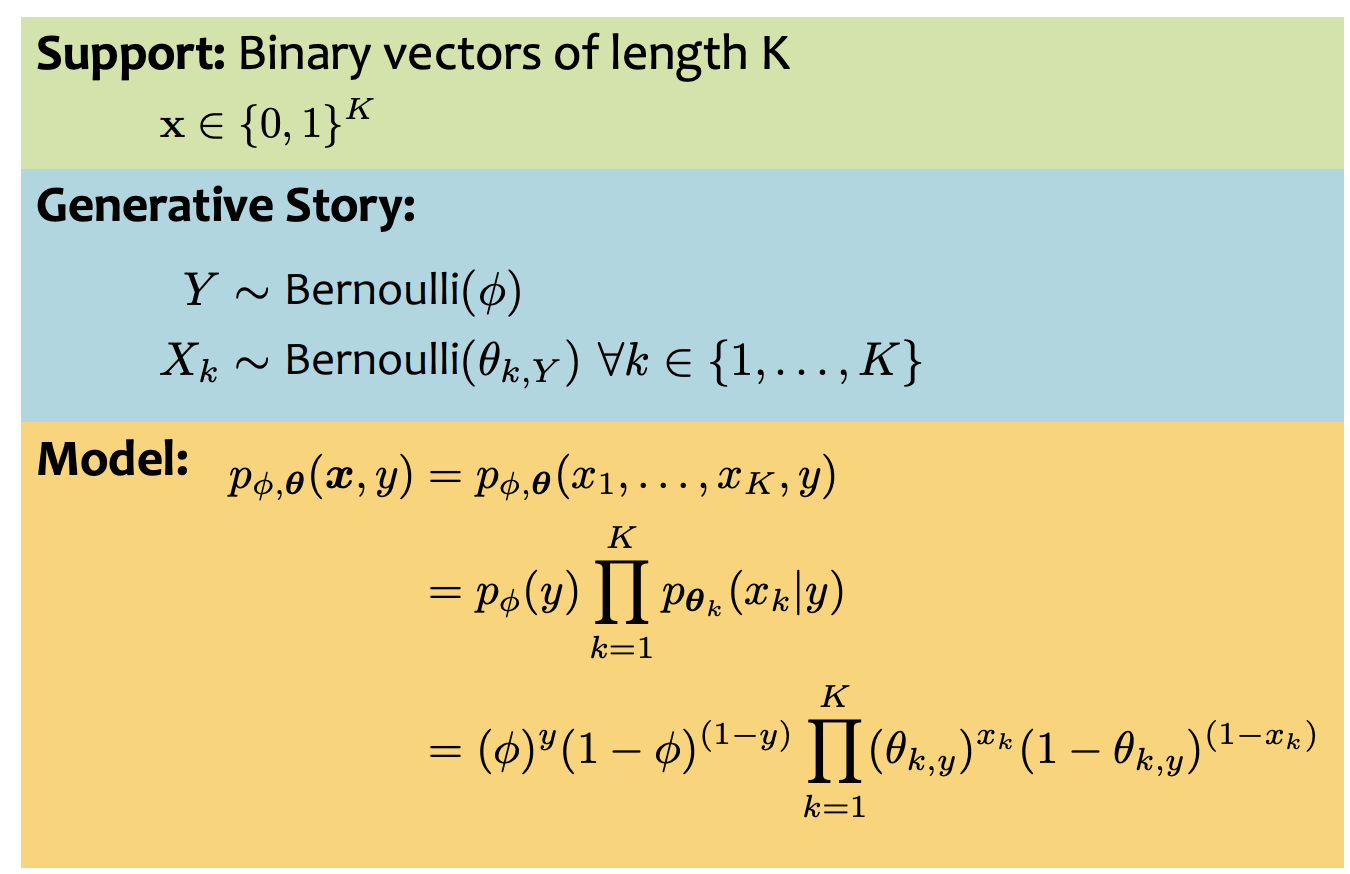 Support: Binary vectors of length K
x ∈ {0, 1}^K
Generative Story:
Y ∼ Bernoulli(ϕ)
X_k ∼ Bernoulli(θ_{k,Y}) ∀k ∈ {1, . . . , K}
Model: p_{ϕ,θ}(x, y) = p_{ϕ,θ}(x_1, . . . , x_K, y)
= p_ϕ(y) ∏_{k=1}^{K} p_{θ_k}(x_k|y)
= (ϕ)^y(1 − ϕ)^{(1−y)} ∏_{k=1}^{K} (θ_{k,y})^{x_k}(1 − θ_{k,y})^{(1−x_k)}